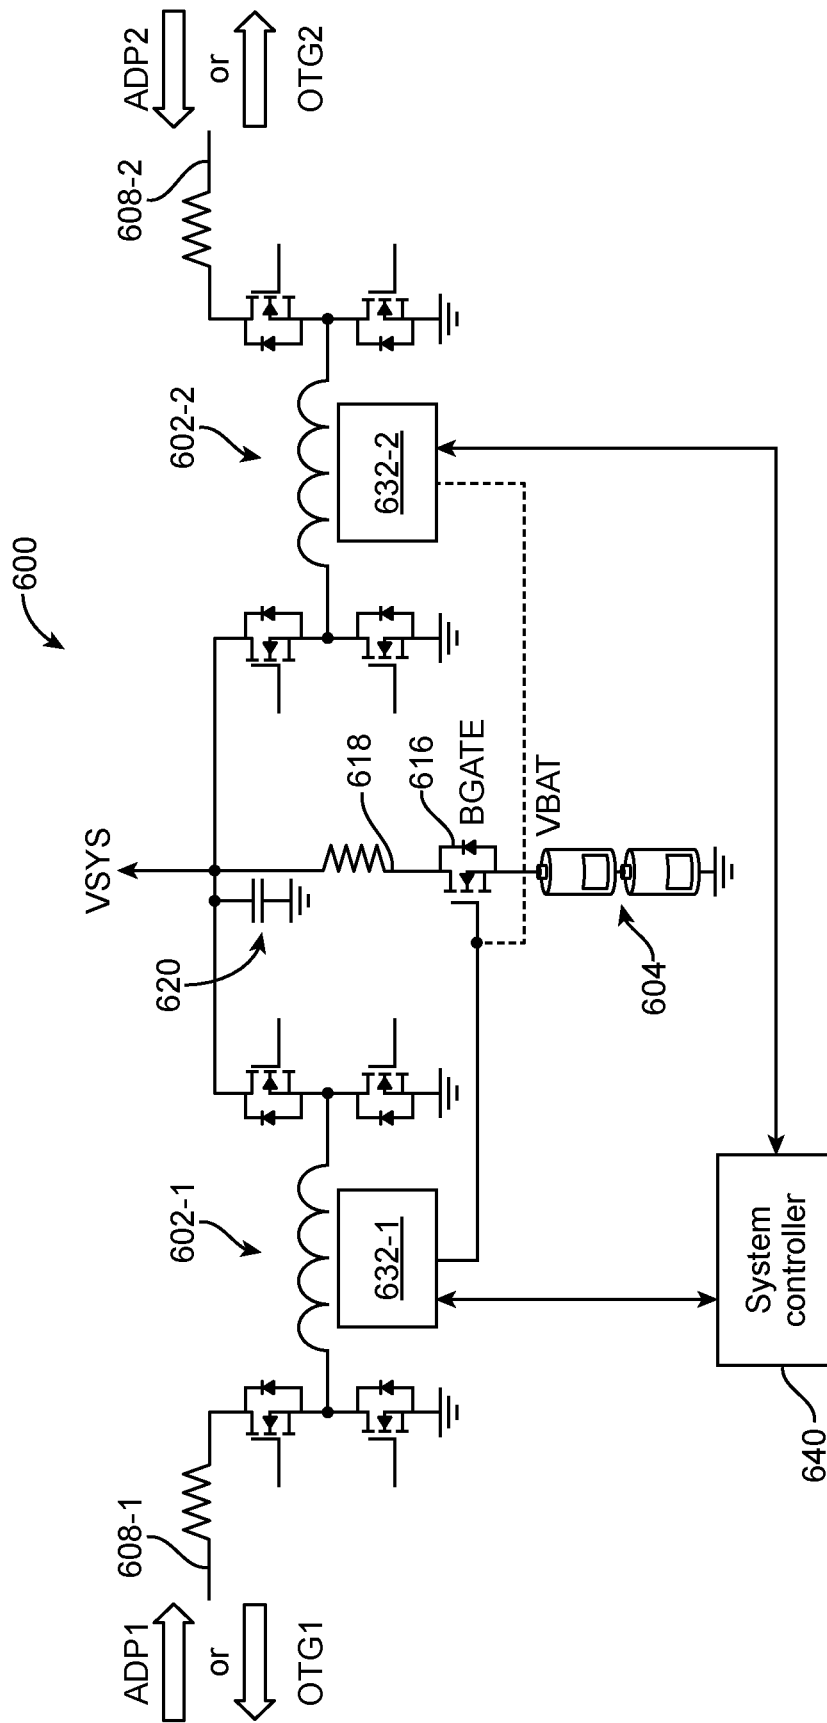 600
ADP1
or
OTG1
608-1
602-1
632-1
620
VSYS
618
616
BGATE
VBAT
604
602-2
632-2
608-2
ADP2
or
OTG2
System
controller
640